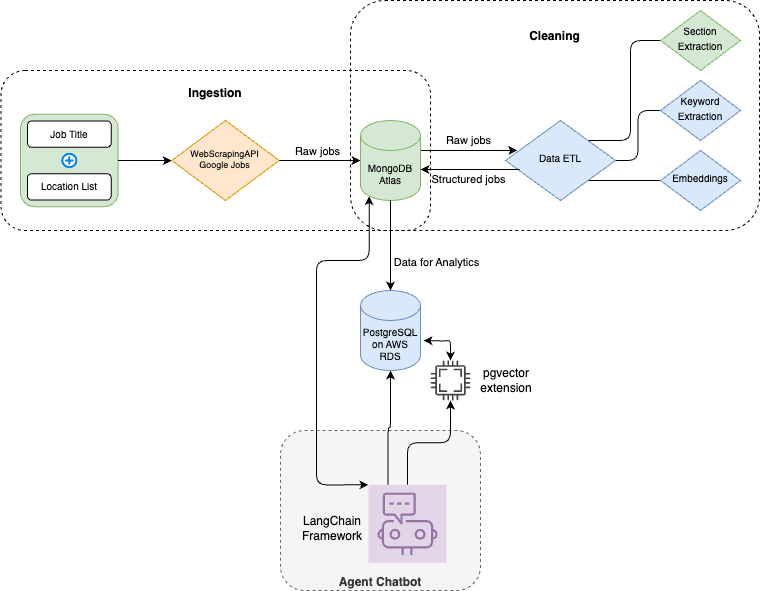 Cleaning
Section
Extraction
Ingestion
Keyword
Extraction
Job Title
Location List
WebScrapingAPI
Google Jobs
Raw jobs
MongoDB
Atlas
Raw jobs
Structured jobs
Data ETL
Embeddings
Data for Analytics
PostgreSQL
on AWS
RDS
pgvector
extension
LangChain
Framework
Agent Chatbot